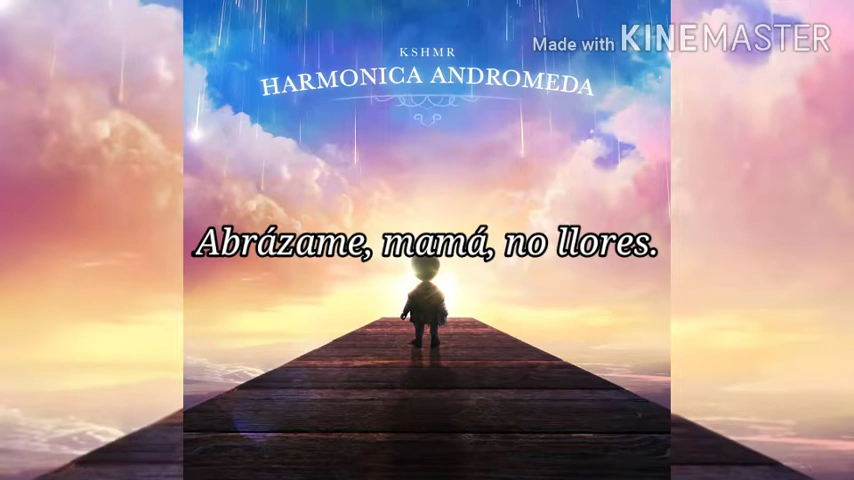 Made with KINEMASTER
KSHMR
HARMONICA ANDROMEDA
Abrázame, mamá, no llores.